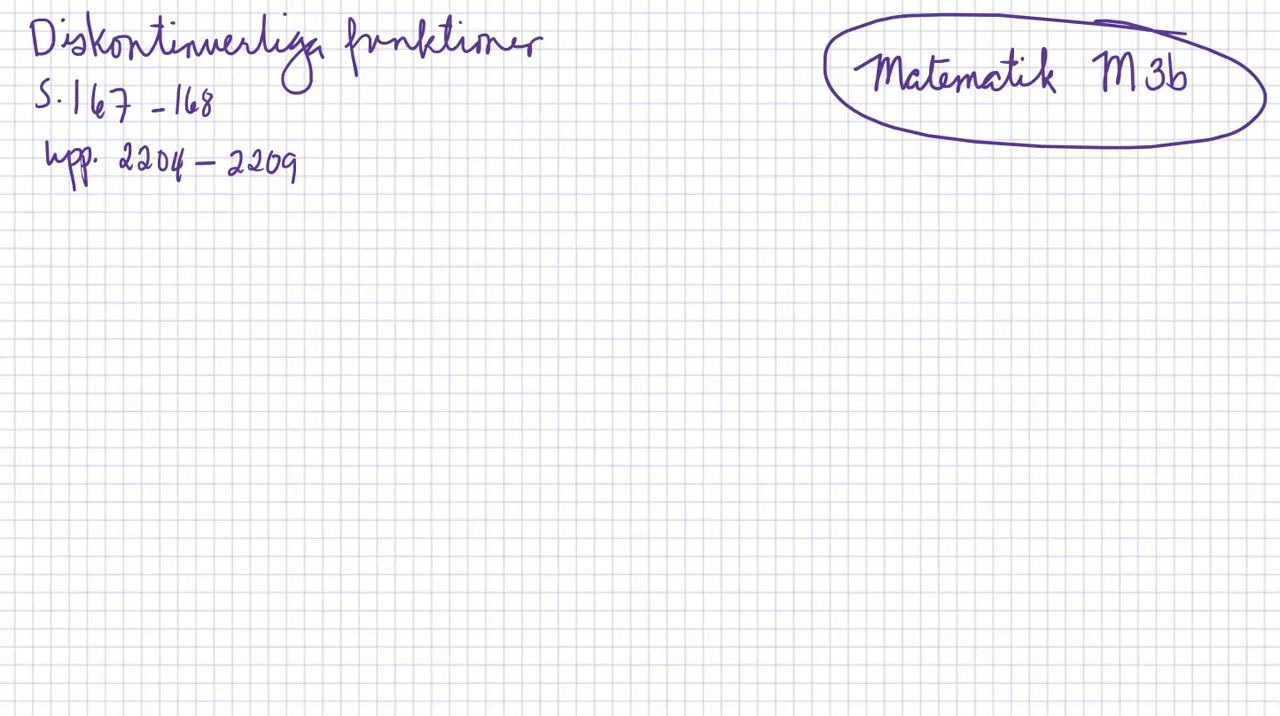 Diskontinuerliga funktioner
Matematik M3b
S. 167 - 168
upp. 2204 - 2209